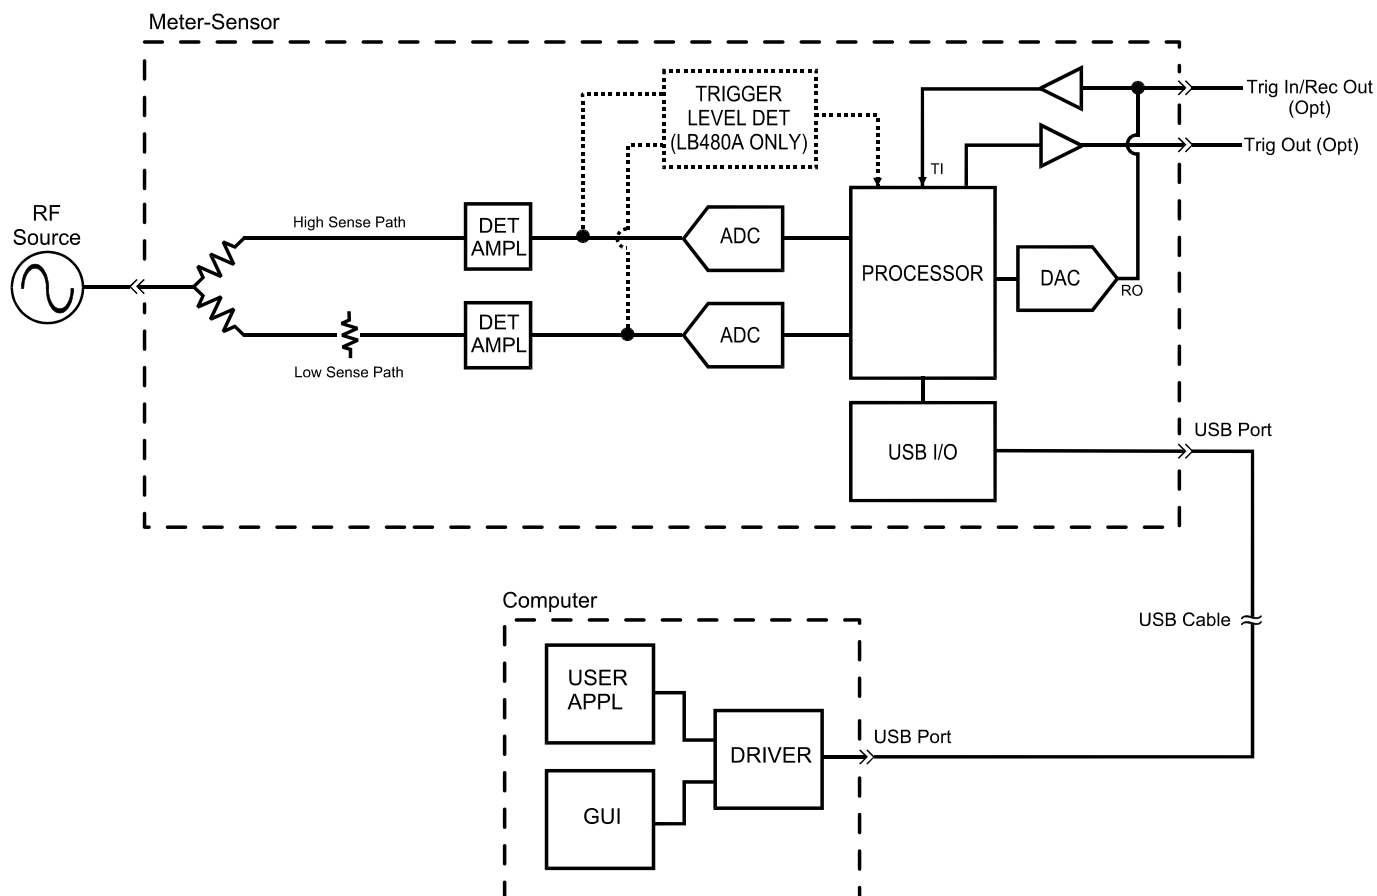 Meter-Sensor
TRIGGER
LEVEL DET
(LB480A ONLY)
Trig In/Rec Out
(Opt)
Trig Out (Opt)
TI
RF
Source
High Sense Path
DET
AMPL
ADC
PROCESSOR
DAC
RO
DET
AMPL
ADC
Low Sense Path
USB I/O
USB Port
Computer
USB Cable
USER
APPL
DRIVER
USB Port
GUI